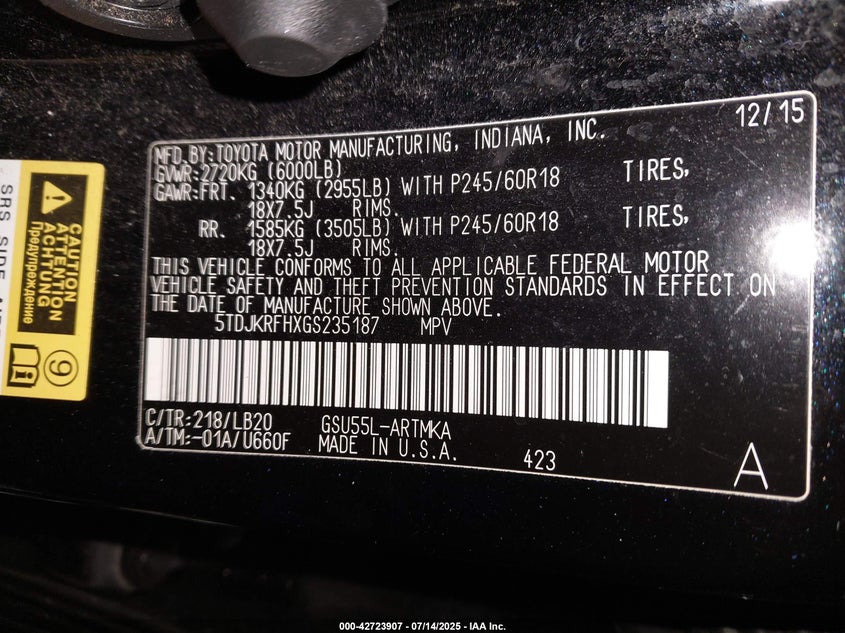 12/15
MFD.BY:TOYOTA MOTOR MANUFACTURING, INDIANA, INC.
GVWR:2720KG (6000LB)
GAWR:FRT. 1340KG (2955LB) WITH P245/60R18 TIRES,
18X7.5J RIMS.
RR. 1585KG (3505LB) WITH P245/60R18 TIRES,
18X7.5J RIMS.
THIS VEHICLE CONFORMS TO ALL APPLICABLE FEDERAL MOTOR
VEHICLE SAFETY AND THEFT PREVENTION STANDARDS IN EFFECT ON
THE DATE OF MANUFACTURE SHOWN ABOVE.
5TDJKRFHXGS235187 MPV
C/TR:218/LB20 GSU55L-ARTMKA
A/TM:-01A/U660F MADE IN U.S.A. 423
A
CAUTION
ATTENTION
ACHTUNG
Предупреждение
9
SRS SIDE
000-42723907 - 07/14/2025 - IAA Inc.